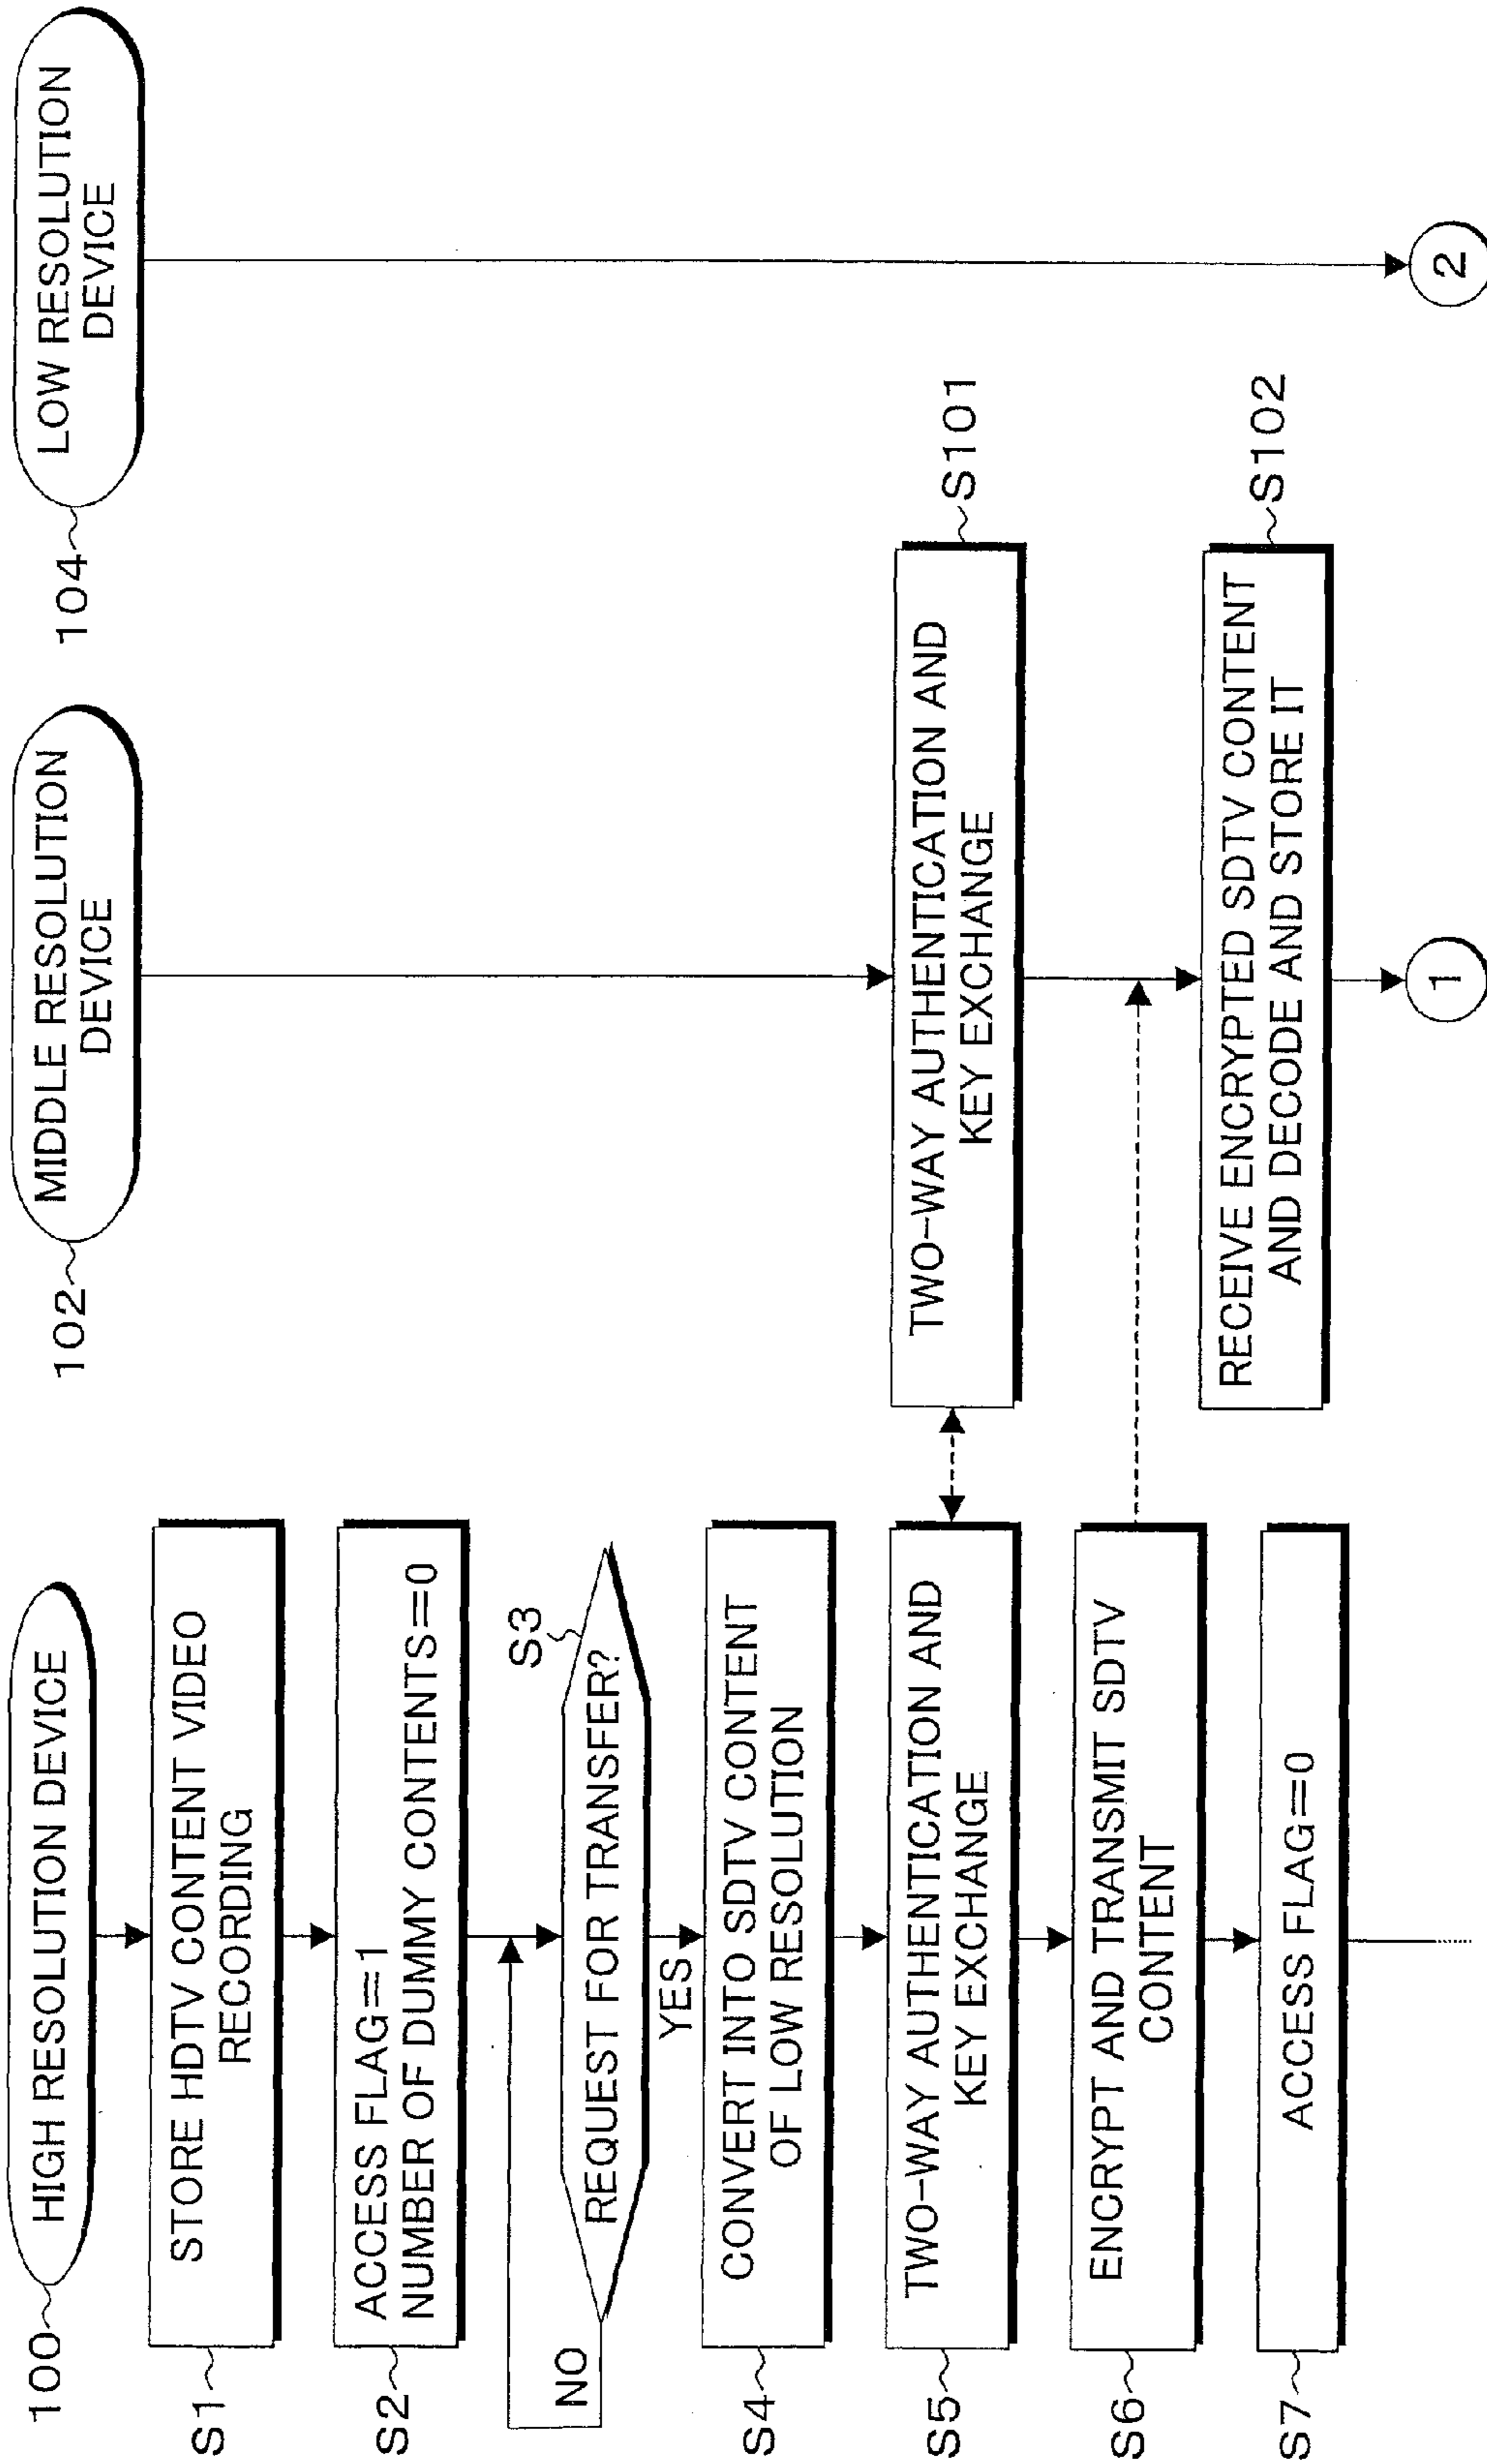 100
HIGH RESOLUTION DEVICE
S1
STORE HDTV CONTENT VIDEO
RECORDING
S2
ACCESS FLAG=1
NUMBER OF DUMMY CONTENTS=0
S3
REQUEST FOR TRANSFER?
NO
YES
S4
CONVERT INTO SDTV CONTENT
OF LOW RESOLUTION
S5
TWO-WAY AUTHENTICATION AND
KEY EXCHANGE
S6
ENCRYPT AND TRANSMIT SDTV
CONTENT
S7
ACCESS FLAG=0
102
MIDDLE RESOLUTION
DEVICE
TWO-WAY AUTHENTICATION AND
KEY EXCHANGE
S101
RECEIVE ENCRYPTED SDTV CONTENT
AND DECODE AND STORE IT
S102
1
104
LOW RESOLUTION
DEVICE
2